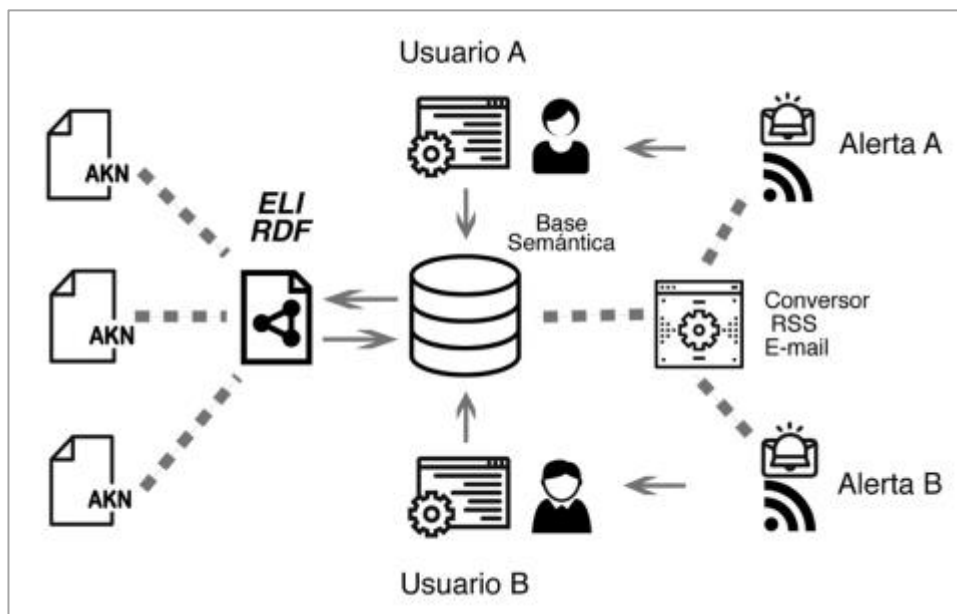 Usuario A
AKN
ELI
RDF
Base
Semántica
Alerta A
AKN
Conversor
RSS
E-mail
AKN
Alerta B
Usuario B